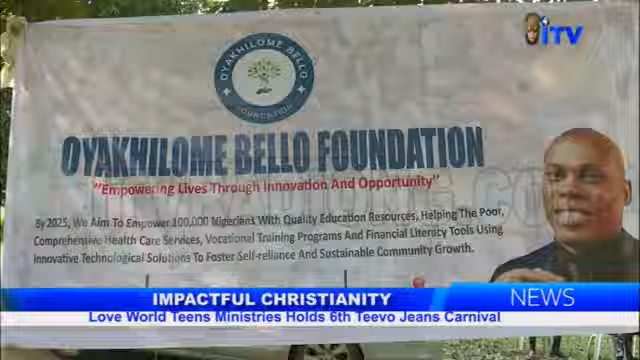 iTV
OYAKHILOME BELLO
FOUNDATION
OYAKHILOME BELLO FOUNDATION
"Empowering Lives Through Innovation And Opportunity"
By 2025, We Aim To Empower 100,000 Nigerians With Quality Education Resources, Helping The Poor,
Comprehensive Health Care Services, Vocational Training Programs And Financial Literacy Tools Using
Innovative Technological Solutions To Foster Self-reliance And Sustainable Community Growth.
IMPACTFUL CHRISTIANITY
NEWS
Love World Teens Ministries Holds 6th Teevo Jeans Carnival